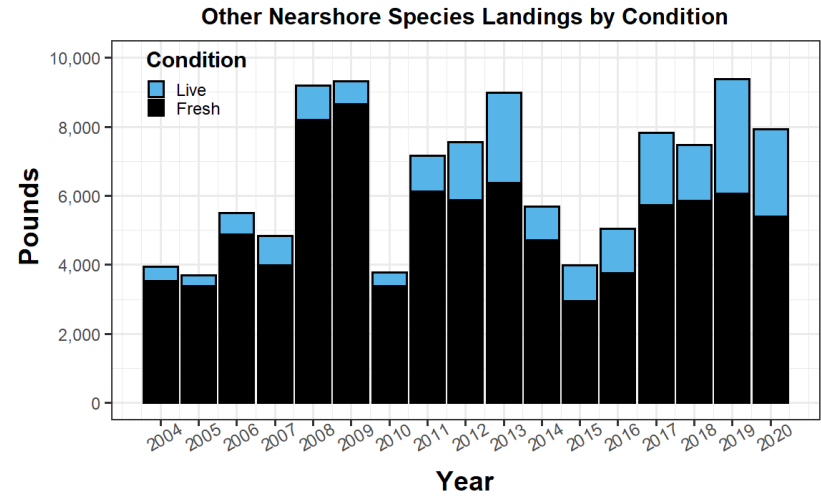 Other Nearshore Species Landings by Condition
Condition
Live
Fresh
Pounds
10,000
8,000
6,000
4,000
2,000
0
2004 2005 2006 2007 2008 2009 2010 2011 2012 2013 2014 2015 2016 2017 2018 2019 2020
Year